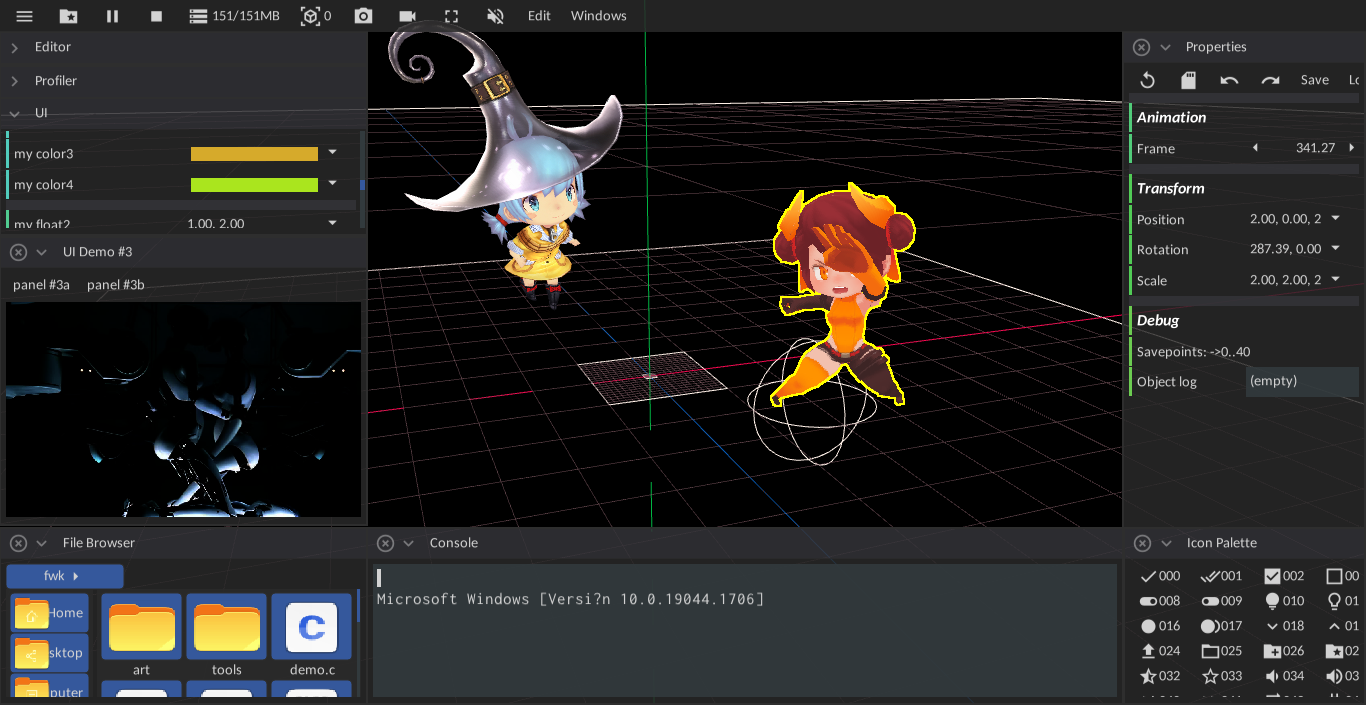 151/151MB 0 Edit Windows
Editor
Profiler
UI
my color3
my color4
my float2 1.00, 2.00
UI Demo #3
panel #3a panel #3b
Properties
Save
Animation
Frame 341.27
Transform
Position 2.00, 0.00, 2
Rotation 287.39, 0.00
Scale 2.00, 2.00, 2
Debug
Savepoints: ->0..40
Object log (empty)
File Browser
fwk
Home
sktop
puter
art tools demo.c
C
Console
Microsoft Windows [Versi?n 10.0.19044.1706]
Icon Palette
000 001 002 00
008 009 010 01
016 017 018 01
024 025 026 02
032 033 034 03